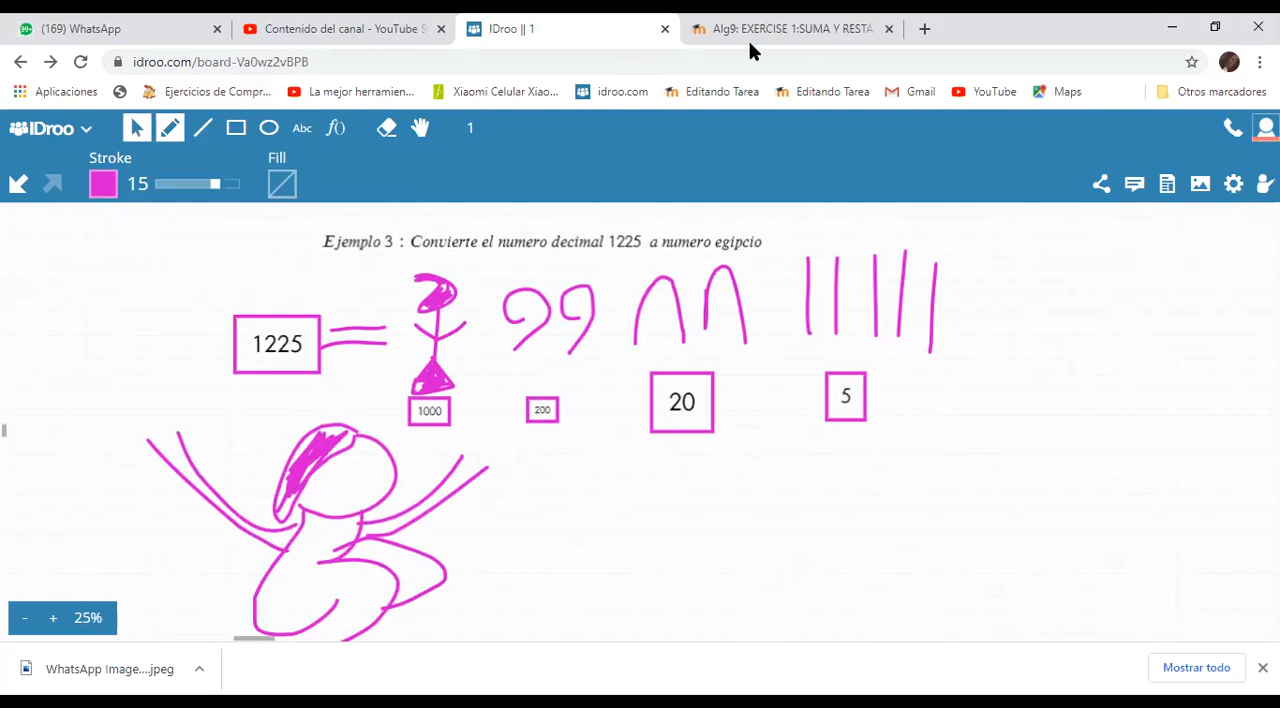 (169) WhatsApp
Contenido del canal - YouTube S
IDroo || 1
Alg9: EXERCISE 1:SUMA Y RESTA
idroo.com/board-Va0wz2vBPB
Aplicaciones
Ejercicios de Compr...
La mejor herramien...
Xiaomi Celular Xiao...
idroo.com
Editando Tarea
Editando Tarea
Gmail
YouTube
Maps
Otros marcadores
IDroo
Abc
f()
1
Stroke
Fill
15
Ejemplo 3 : Convierte el numero decimal 1225 a numero egipcio
1225
1000
200
20
5
- + 25%
WhatsApp Image....jpeg
Mostrar todo